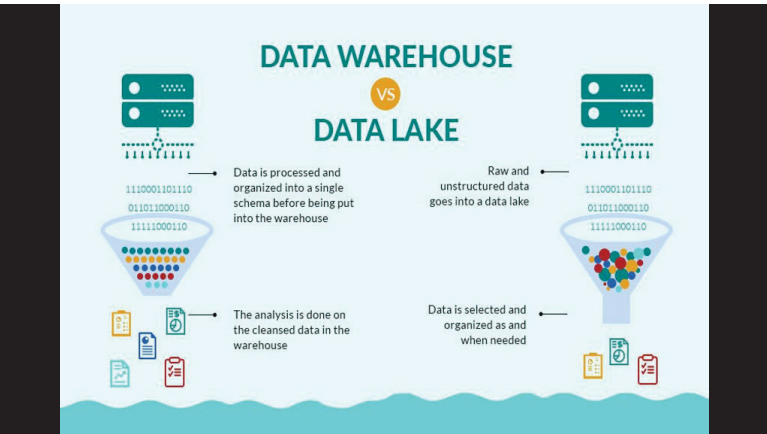 DATA WAREHOUSE
VS
DATA LAKE
Data is processed and
organized into a single
schema before being put
into the warehouse
1110001101110
011011000110
11111000110
The analysis is done on
the cleansed data in the
warehouse
Raw and
unstructured data
goes into a data lake
1110001101110
011011000110
11111000110
Data is selected and
organized as and
when needed